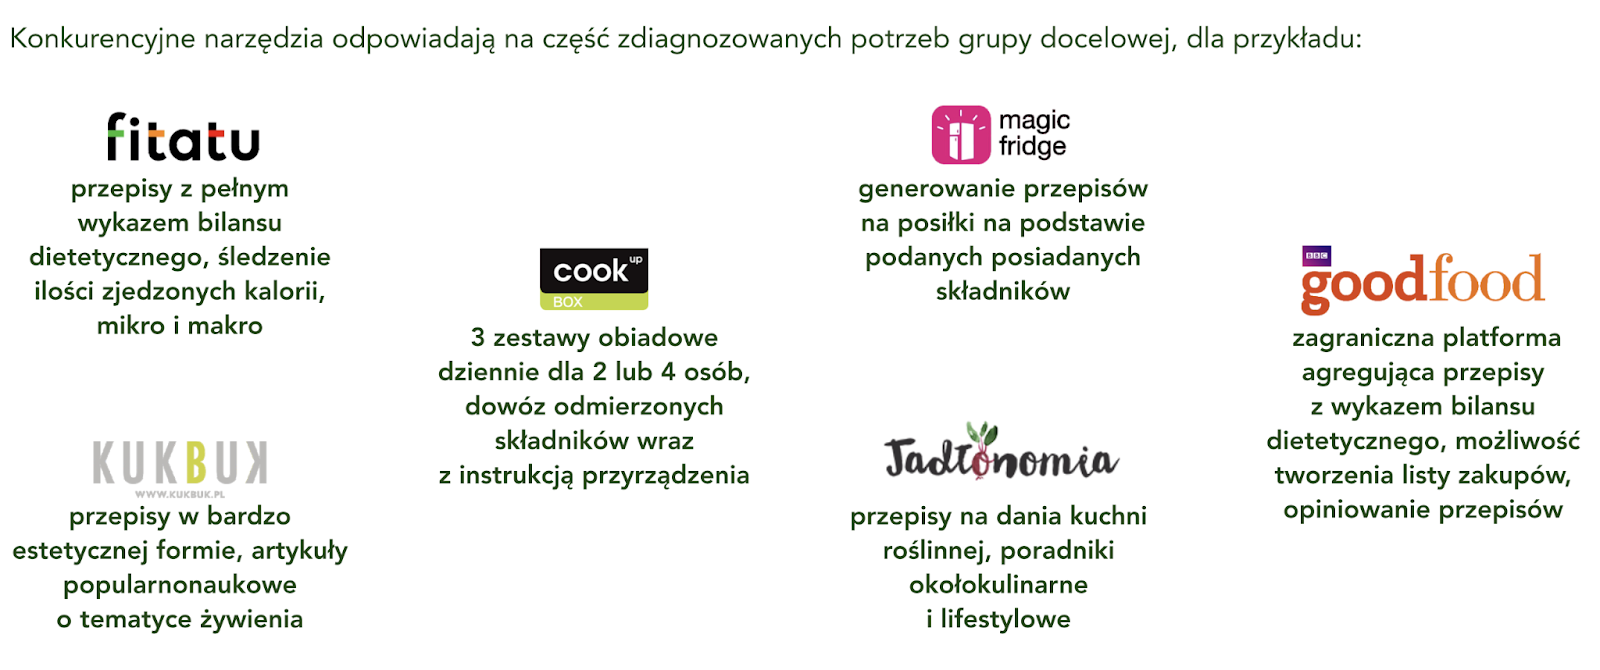 Konkurencyjne narzędzia odpowiadają na część zdiagnozowanych potrzeb grupy docelowej, dla przykładu:
fitatu
przepisy z pełnym
wykazem bilansu
dietetycznego, śledzenie
ilości zjedzonych kalorii,
mikro i makro
KUKBUK
WWW.KUKBUK.PL
przepisy w bardzo
estetycznej formie, artykuły
popularnonaukowe
o tematyce żywienia
cook up
BOX
3 zestawy obiadowe
dziennie dla 2 lub 4 osób,
dowóz odmierzonych
składników wraz
z instrukcją przyrządzenia
magic
fridge
generowanie przepisów
na posiłki na podstawie
podanych posiadanych
składników
Jadłonomia
przepisy na dania kuchni
roślinnej, poradniki
okołokulinarne
i lifestylowe
BBC
goodfood
zagraniczna platforma
agregująca przepisy
z wykazem bilansu
dietetycznego, możliwość
tworzenia listy zakupów,
opiniowanie przepisów